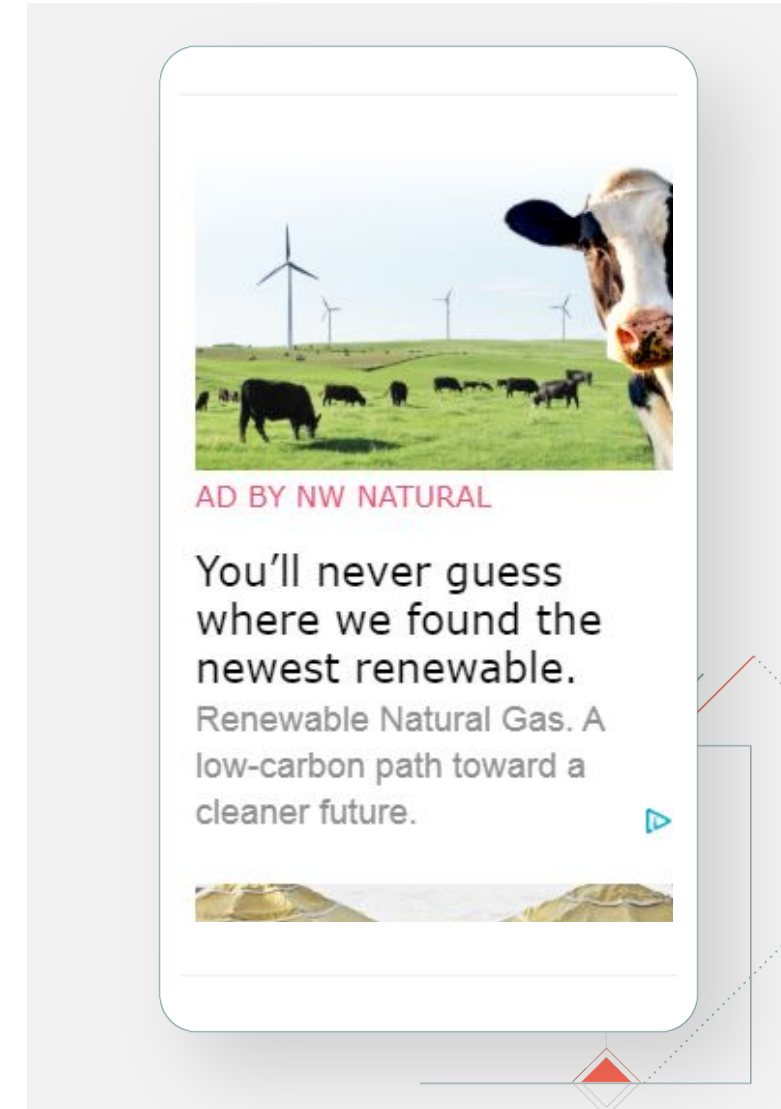 AD BY NW NATURAL
You'll never guess
where we found the
newest renewable.
Renewable Natural Gas. A
low-carbon path toward a
cleaner future.